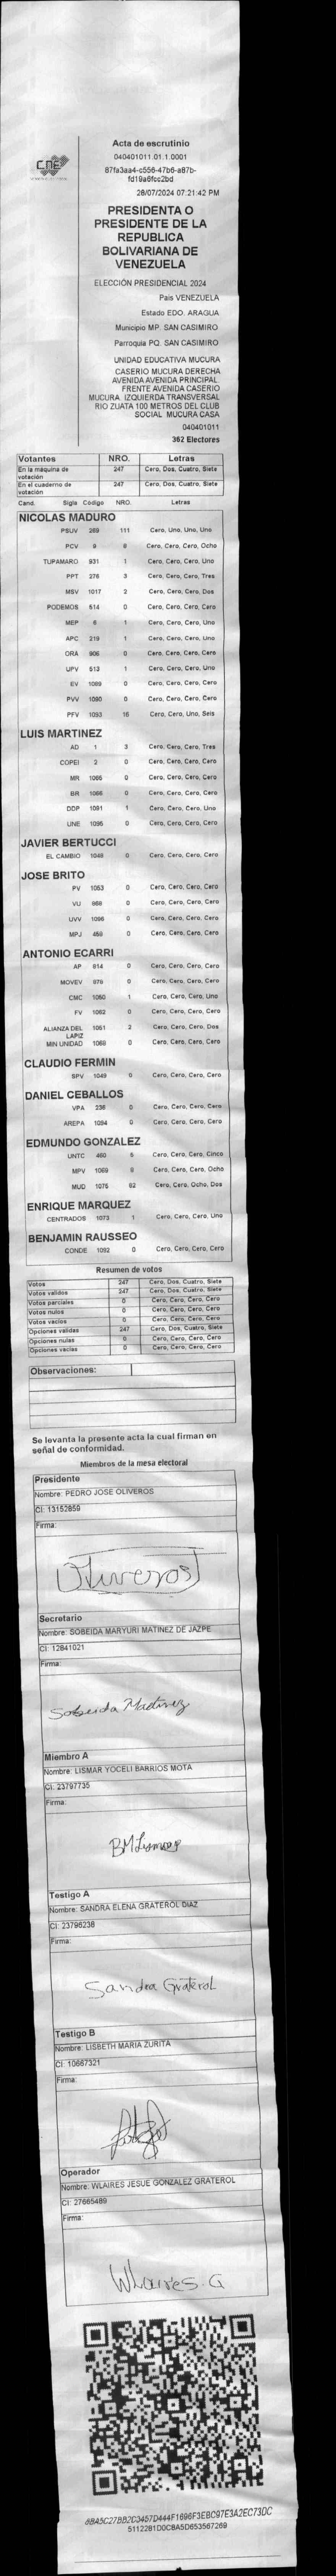 CNE
Acta de escrutinio
040401011.01.1.0001
87fa3aa4-c556-47b6-a87b-
fd19a6fcc2bd
28/07/2024 07:21:42 PM
PRESIDENTA O
PRESIDENTE DE LA
REPUBLICA
BOLIVARIANA DE
VENEZUELA
ELECCIÓN PRESIDENCIAL 2024
País VENEZUELA
Estado EDO. ARAGUA
Municipio MP. SAN CASIMIRO
Parroquia PQ. SAN CASIMIRO
UNIDAD EDUCATIVA MUCURA
CASERIO MUCURA DERECHA
AVENIDA AVENIDA PRINCIPAL.
FRENTE AVENIDA CASERIO
MUCURA. IZQUIERDA TRANSVERSAL
RIO ZUATA 100 METROS DEL CLUB
SOCIAL MUCURA CASA
040401011
362 Electores
Votantes NRO. Letras
En la máquina de votación 247 Cero, Dos, Cuatro, Siete
En el cuaderno de votación 247 Cero, Dos, Cuatro, Siete
Cand. Sigla Código NRO. Letras
NICOLAS MADURO
PSUV 269 111 Cero, Uno, Uno, Uno
PCV 9 8 Cero, Cero, Cero, Ocho
TUPAMARO 931 1 Cero, Cero, Cero, Uno
PPT 276 3 Cero, Cero, Cero, Tres
MSV 1017 2 Cero, Cero, Cero, Dos
PODEMOS 514 0 Cero, Cero, Cero, Cero
MEP 6 1 Cero, Cero, Cero, Uno
APC 219 1 Cero, Cero, Cero, Uno
ORA 906 0 Cero, Cero, Cero, Cero
UPV 513 1 Cero, Cero, Cero, Uno
EV 1089 0 Cero, Cero, Cero, Cero
PVV 1090 0 Cero, Cero, Cero, Cero
PFV 1093 16 Cero, Cero, Uno, Seis
LUIS MARTINEZ
AD 1 3 Cero, Cero, Cero, Tres
COPEI 2 0 Cero, Cero, Cero, Cero
MR 1065 0 Cero, Cero, Cero, Cero
BR 1066 0 Cero, Cero, Cero, Cero
DDP 1091 1 Cero, Cero, Cero, Uno
UNE 1095 0 Cero, Cero, Cero, Cero
JAVIER BERTUCCI
EL CAMBIO 1048 0 Cero, Cero, Cero, Cero
JOSE BRITO
PV 1053 0 Cero, Cero, Cero, Cero
VU 868 0 Cero, Cero, Cero, Cero
UVV 1096 0 Cero, Cero, Cero, Cero
MPJ 458 0 Cero, Cero, Cero, Cero
ANTONIO ECARRI
AP 814 0 Cero, Cero, Cero, Cero
MOVEV 879 0 Cero, Cero, Cero, Cero
CMC 1050 1 Cero, Cero, Cero, Uno
FV 1062 0 Cero, Cero, Cero, Cero
ALIANZA DEL LAPIZ 1051 2 Cero, Cero, Cero, Dos
MIN UNIDAD 1068 0 Cero, Cero, Cero, Cero
CLAUDIO FERMIN
SPV 1049 0 Cero, Cero, Cero, Cero
DANIEL CEBALLOS
VPA 236 0 Cero, Cero, Cero, Cero
AREPA 1094 0 Cero, Cero, Cero, Cero
EDMUNDO GONZALEZ
UNTC 460 5 Cero, Cero, Cero, Cinco
MPV 1069 8 Cero, Cero, Cero, Ocho
MUD 1075 82 Cero, Cero, Ocho, Dos
ENRIQUE MARQUEZ
CENTRADOS 1073 1 Cero, Cero, Cero, Uno
BENJAMIN RAUSSEO
CONDE 1092 0 Cero, Cero, Cero, Cero
Resumen de votos
Votos 247 Cero, Dos, Cuatro, Siete
Votos validos 247 Cero, Dos, Cuatro, Siete
Votos parciales 0 Cero, Cero, Cero, Cero
Votos nulos 0 Cero, Cero, Cero, Cero
Votos vacíos 0 Cero, Cero, Cero, Cero
Opciones validas 247 Cero, Dos, Cuatro, Siete
Opciones nulas 0 Cero, Cero, Cero, Cero
Opciones vacías 0 Cero, Cero, Cero, Cero
Observaciones:
Se levanta la presente acta la cual firman en
señal de conformidad.
Miembros de la mesa electoral
Presidente
Nombre: PEDRO JOSE OLIVEROS
CI: 13152859
Firma:
Oliveros
Secretario
Nombre: SOBEIDA MARYURI MATINEZ DE JAZPE
CI: 12841021
Firma:
Sobeida Matinez
Miembro A
Nombre: LISMAR YOCELI BARRIOS MOTA
CI: 23797735
Firma:
Testigo A
Nombre: SANDRA ELENA GRATEROL DIAZ
CI: 23796238
Firma:
Sandra Graterol
Testigo B
Nombre: LISBETH MARIA ZURITA
CI: 10667321
Firma:
Operador
Nombre: WLAIRES JESUE GONZALEZ GRATEROL
CI: 27665489
Firma:
Wlaires. G
8BA5C27BB2C3457D444F1696F3EBC97E3A2EC73DC
5112281D0C8A5D653567269